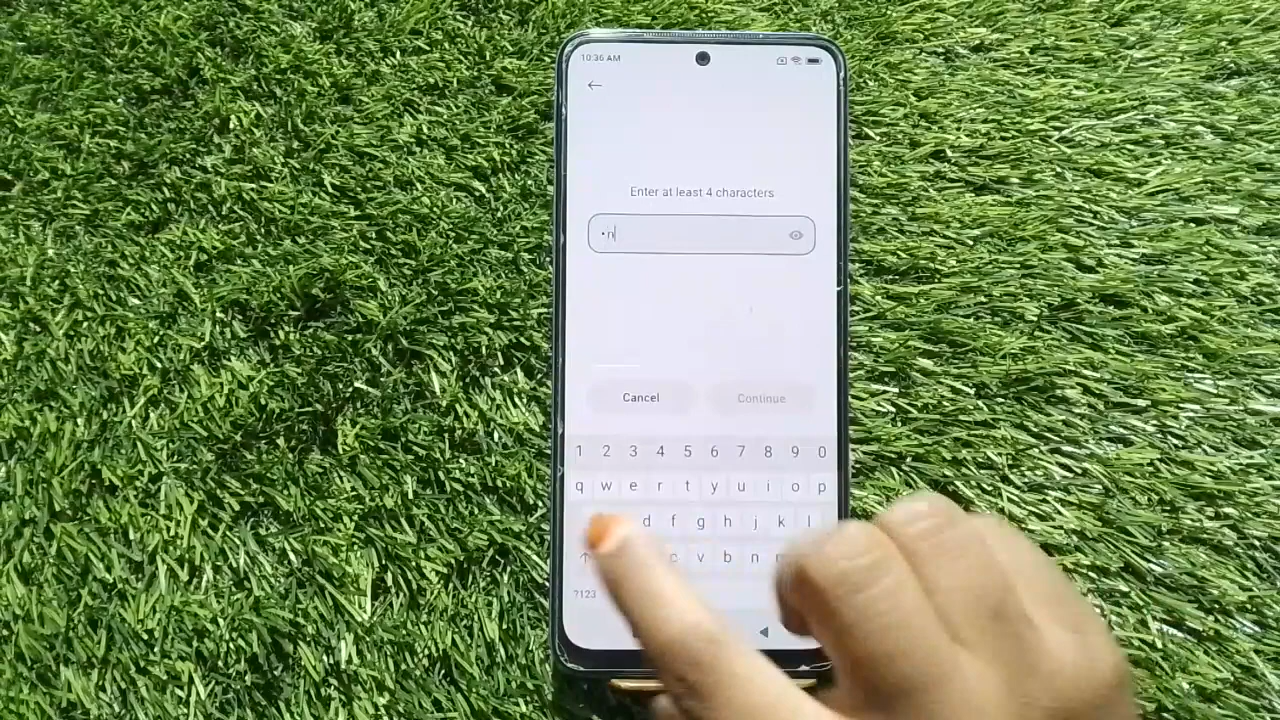 10:36 AM
Enter at least 4 characters
•n
Cancel Continue
1 2 3 4 5 6 7 8 9 0
q w e r t y u i o p
d f g h j k l
c v b n
?123